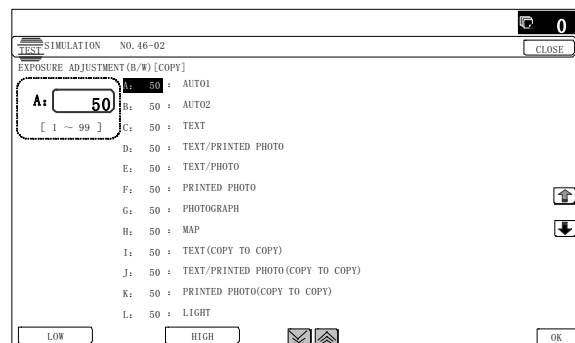 0
TEST SIMULATION NO.46-02
CLOSE
EXPOSURE ADJUSTMENT(B/W)[COPY]
A: 50
[ 1 ~ 99 ]
A: 50 : AUTO1
B: 50 : AUTO2
C: 50 : TEXT
D: 50 : TEXT/PRINTED PHOTO
E: 50 : TEXT/PHOTO
F: 50 : PRINTED PHOTO
G: 50 : PHOTOGRAPH
H: 50 : MAP
I: 50 : TEXT(COPY TO COPY)
J: 50 : TEXT/PRINTED PHOTO(COPY TO COPY)
K: 50 : PRINTED PHOTO(COPY TO COPY)
L: 50 : LIGHT
LOW HIGH OK